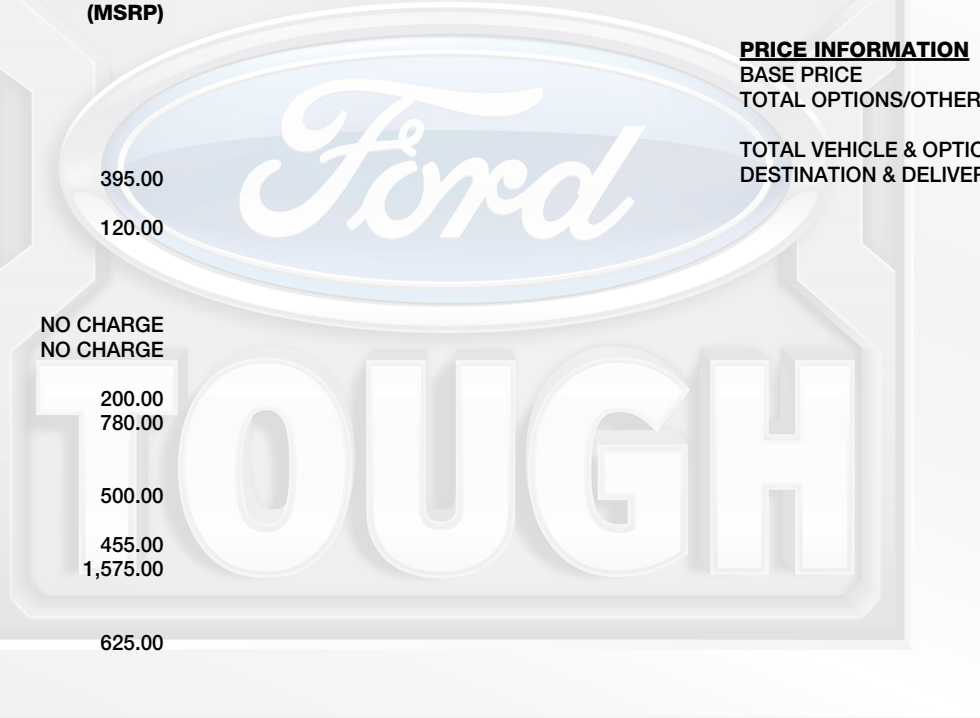 (MSRP)
395.00
120.00
NO CHARGE
NO CHARGE
200.00
780.00
500.00
455.00
1,575.00
625.00
PRICE INFORMATION
BASE PRICE
TOTAL OPTIONS/OTHER
TOTAL VEHICLE & OPTIO
DESTINATION & DELIVER
Ford
TOUGH